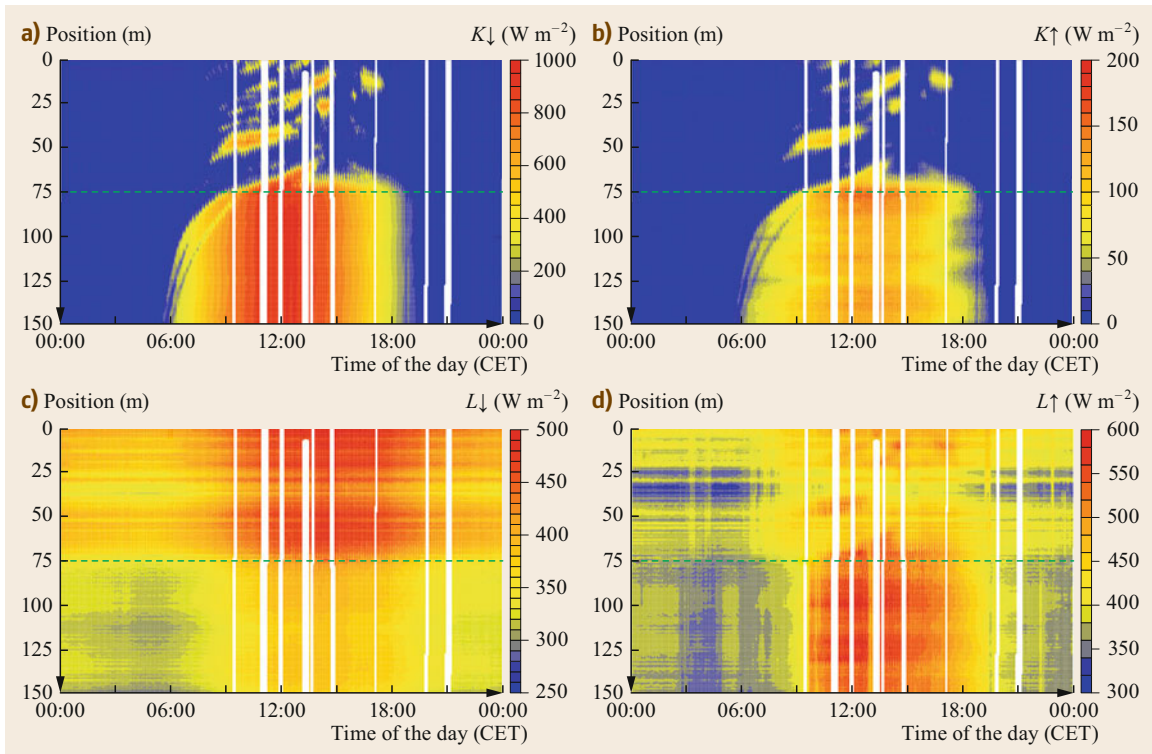 a) Position (m) K↓ (W m⁻²)
0 1000
25 800
50 600
75 400
100
125 200
150 0
00:00 06:00 12:00 18:00 00:00
Time of the day (CET)
b) Position (m) K↑ (W m⁻²)
0 200
25
50 150
75 100
100
125 50
150 0
00:00 06:00 12:00 18:00 00:00
Time of the day (CET)
c) Position (m) L↓ (W m⁻²)
0 500
25 450
50 400
75
100 350
125 300
150 250
00:00 06:00 12:00 18:00 00:00
Time of the day (CET)
d) Position (m) L↑ (W m⁻²)
0 600
25 550
50 500
75 450
100 400
125 350
150 300
00:00 06:00 12:00 18:00 00:00
Time of the day (CET)